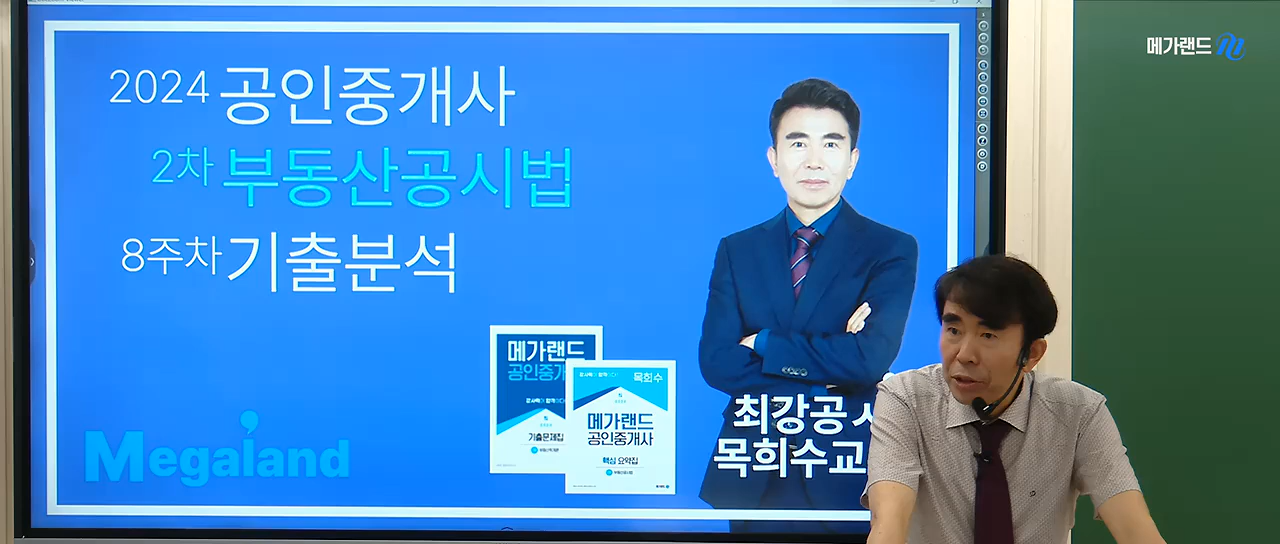 메가랜드
2024 공인중개사
2차 부동산공시법
8주차 기출분석
메가랜드
공인중개
기출문제집
목희수
메가랜드
공인중개사
핵심 요약집
최강공시
목희수교
Megaland